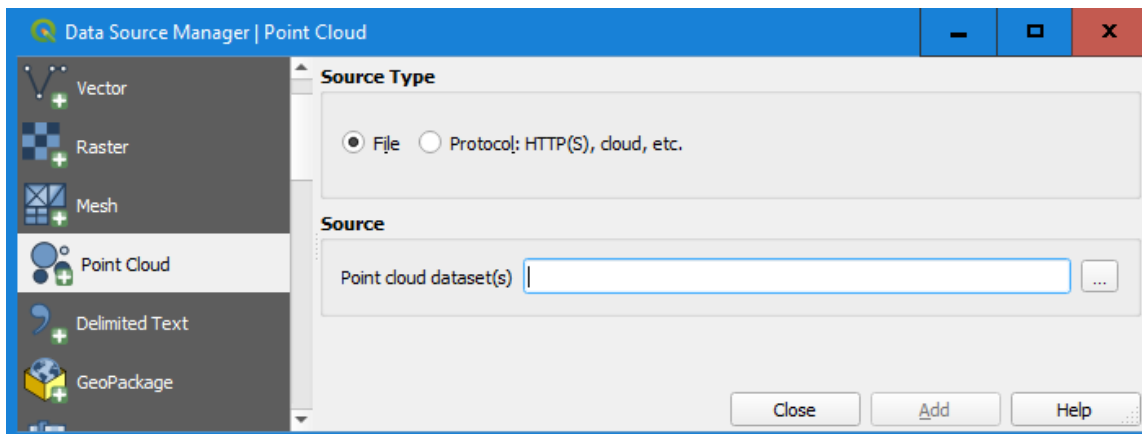 Data Source Manager | Point Cloud
Vector
Raster
Mesh
Point Cloud
Delimited Text
GeoPackage
Source Type
File
Protocol: HTTP(S), cloud, etc.
Source
Point cloud dataset(s)
...
Close
Add
Help